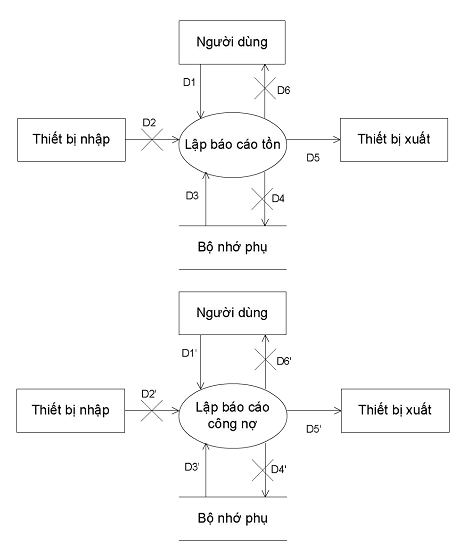 Người dùng
D1
D6
D2
Thiết bị nhập
Lập báo cáo tồn
Thiết bị xuất
D5
D3
D4
Bộ nhớ phụ
Người dùng
D1'
D6'
D2'
Thiết bị nhập
Lập báo cáo
công nợ
Thiết bị xuất
D5'
D3'
D4'
Bộ nhớ phụ